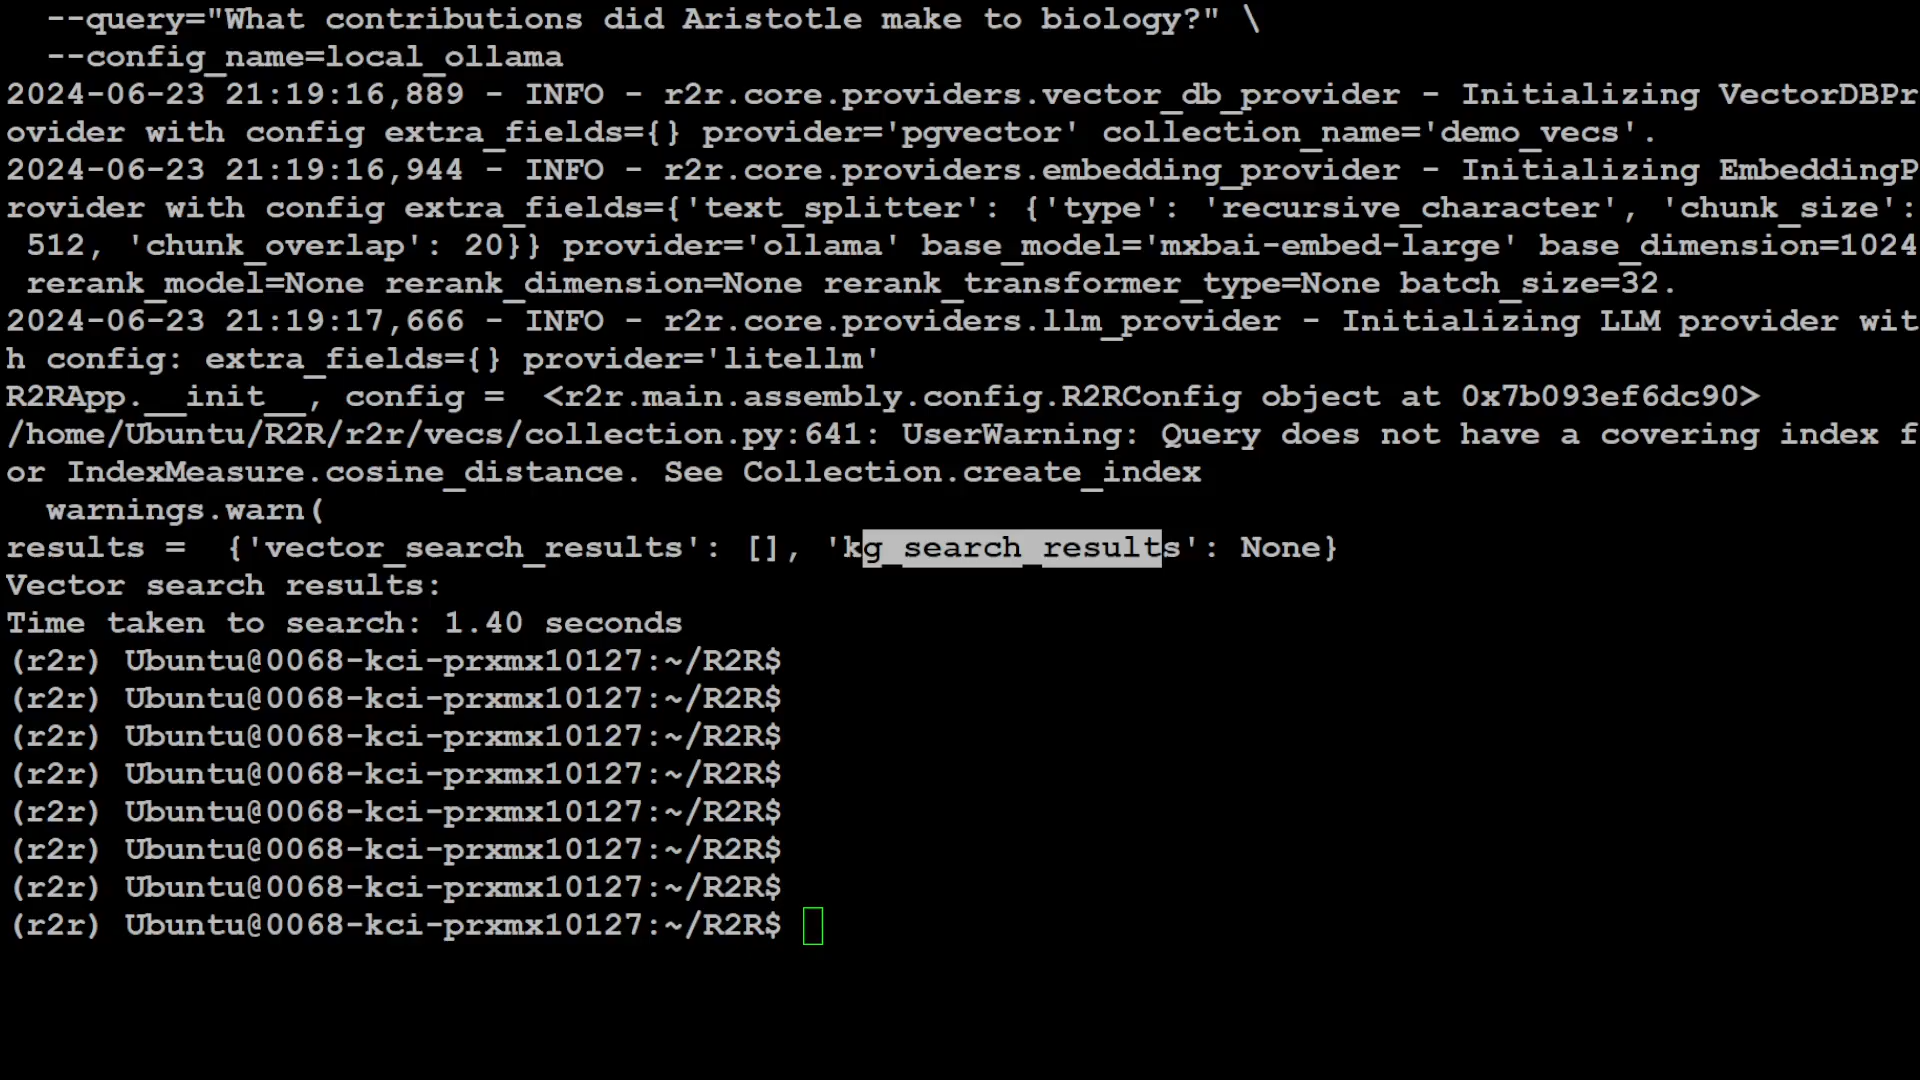 --query="What contributions did Aristotle make to biology?" \
  --config_name=local_ollama
2024-06-23 21:19:16,889 - INFO - r2r.core.providers.vector_db_provider - Initializing VectorDBPr
ovider with config extra_fields={} provider='pgvector' collection_name='demo_vecs'.
2024-06-23 21:19:16,944 - INFO - r2r.core.providers.embedding_provider - Initializing EmbeddingP
rovider with config extra_fields={'text_splitter': {'type': 'recursive_character', 'chunk_size':
 512, 'chunk_overlap': 20}} provider='ollama' base_model='mxbai-embed-large' base_dimension=1024
 rerank_model=None rerank_dimension=None rerank_transformer_type=None batch_size=32.
2024-06-23 21:19:17,666 - INFO - r2r.core.providers.llm_provider - Initializing LLM provider wit
h config: extra_fields={} provider='litellm'
R2RApp.__init__, config =  <r2r.main.assembly.config.R2RConfig object at 0x7b093ef6dc90>
/home/Ubuntu/R2R/r2r/vecs/collection.py:641: UserWarning: Query does not have a covering index f
or IndexMeasure.cosine_distance. See Collection.create_index
  warnings.warn(
results =  {'vector_search_results': [], 'kg_search_results': None}
Vector search results:
Time taken to search: 1.40 seconds
(r2r) Ubuntu@0068-kci-prxmx10127:~/R2R$
(r2r) Ubuntu@0068-kci-prxmx10127:~/R2R$
(r2r) Ubuntu@0068-kci-prxmx10127:~/R2R$
(r2r) Ubuntu@0068-kci-prxmx10127:~/R2R$
(r2r) Ubuntu@0068-kci-prxmx10127:~/R2R$
(r2r) Ubuntu@0068-kci-prxmx10127:~/R2R$
(r2r) Ubuntu@0068-kci-prxmx10127:~/R2R$
(r2r) Ubuntu@0068-kci-prxmx10127:~/R2R$